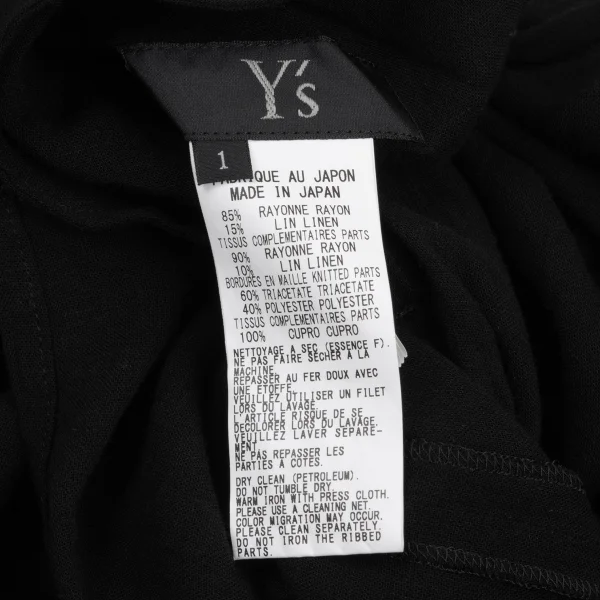 Y's
1
FABRIQUE AU JAPON
MADE IN JAPAN
85% RAYONNE RAYON
15% LIN LINEN
TISSUS COMPLEMENTAIRES PARTS
90% RAYONNE RAYON
10% LIN LINEN
BORDURES EN MAILLE KNITTED PARTS
60% TRIACETATE TRIACETATE
40% POLYESTER POLYESTER
TISSUS COMPLEMENTAIRES PARTS
100% CUPRO CUPRO
NETTOYAGE A SEC (ESSENCE F).
NE PAS FAIRE SECHER A LA
MACHINE.
REPASSER AU FER DOUX AVEC
UNE ETOFFE.
VEUILLEZ UTILISER UN FILET
LORS DU LAVAGE.
L'ARTICLE RISQUE DE SE
DECOLORER LORS DU LAVAGE.
VEUILLEZ LAVER SEPARE-
MENT.
NE PAS REPASSER LES
PARTIES A COTES.
DRY CLEAN (PETROLEUM).
DO NOT TUMBLE DRY.
WARM IRON WITH PRESS CLOTH.
PLEASE USE A CLEANING NET.
COLOR MIGRATION MAY OCCUR.
PLEASE CLEAN SEPARATELY.
DO NOT IRON THE RIBBED
PARTS.